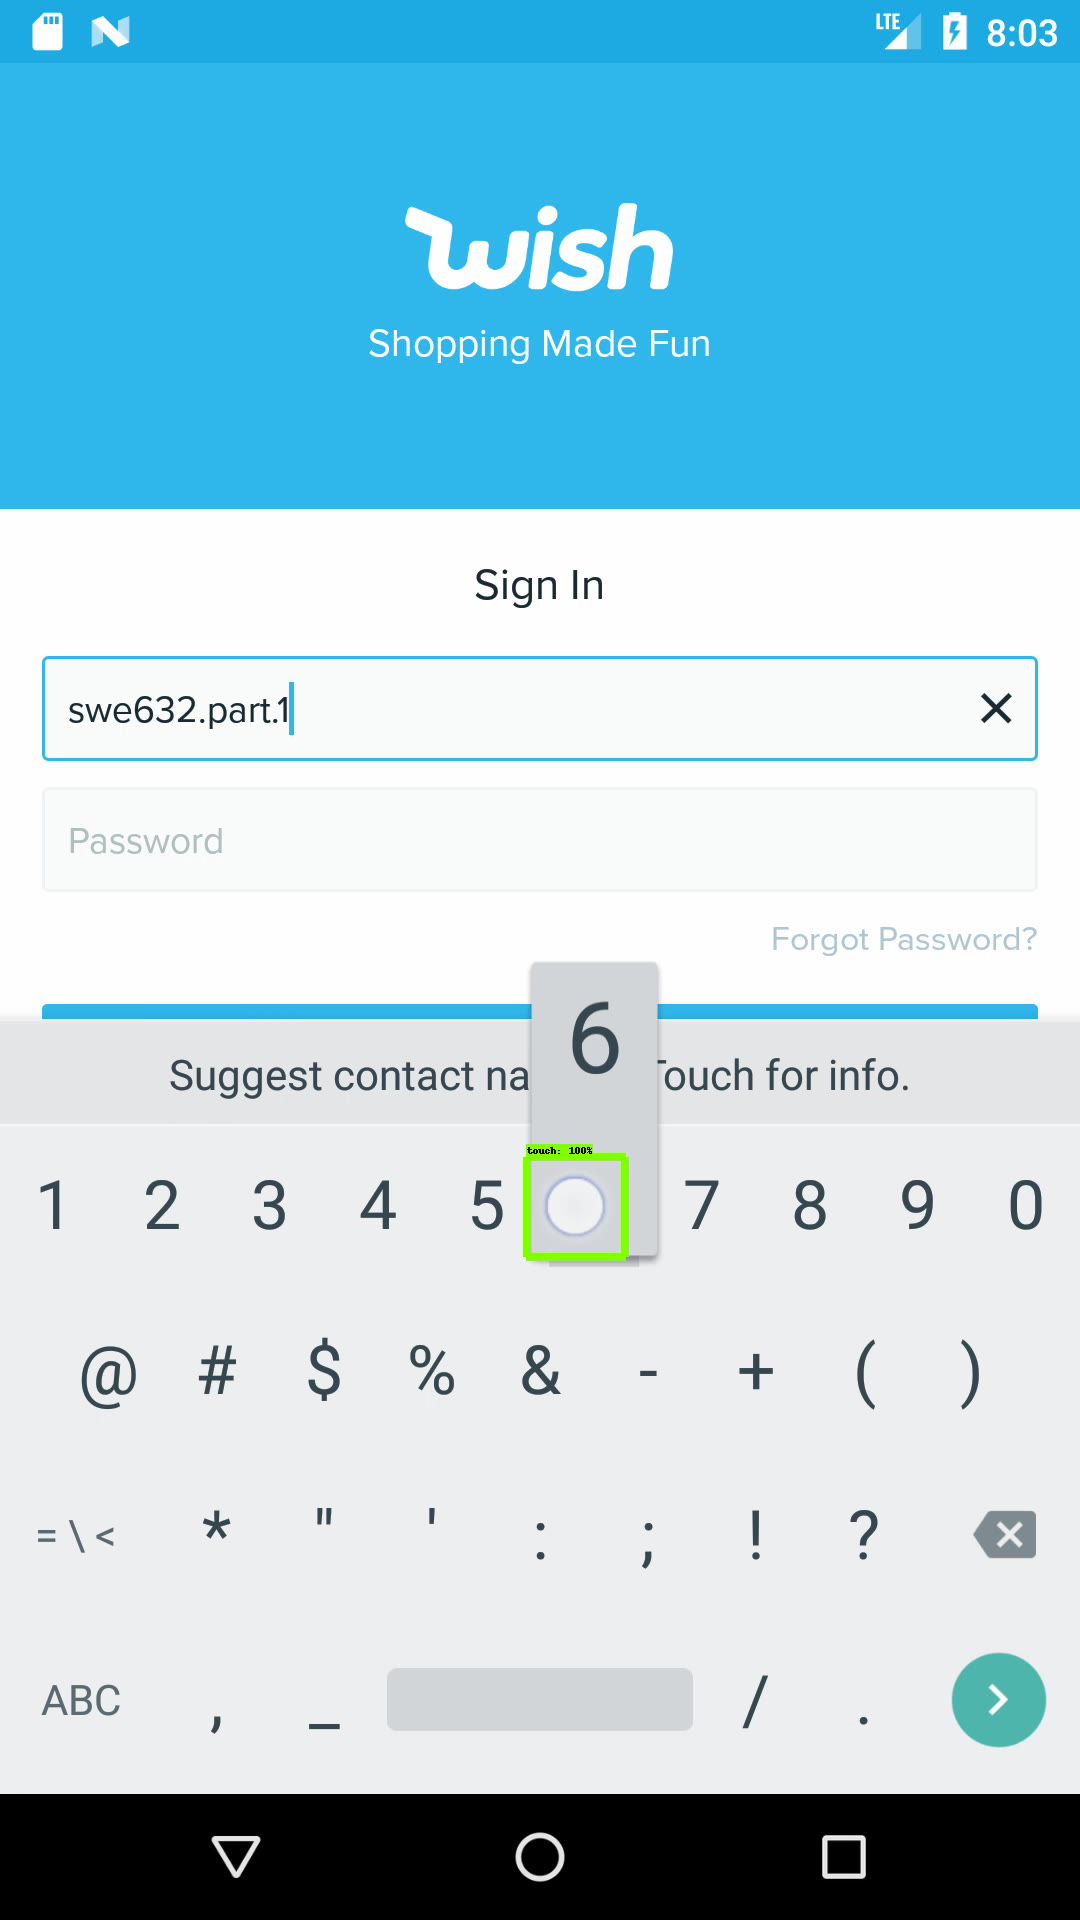 LTE 8:03
wish
Shopping Made Fun
Sign In
swe632.part.1
Password
Forgot Password?
6
Suggest contact na Touch for info.
touch: 100%
1 2 3 4 5 7 8 9 0
@ # $ % & - + ( )
= \ < * " ' : ; ! ?
ABC , _ / .